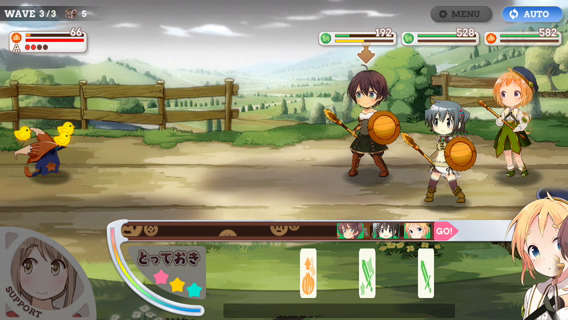 WAVE 3/3 5
MENU
AUTO
66
A
192
528
582
GO!
とっておき
SUPPORT